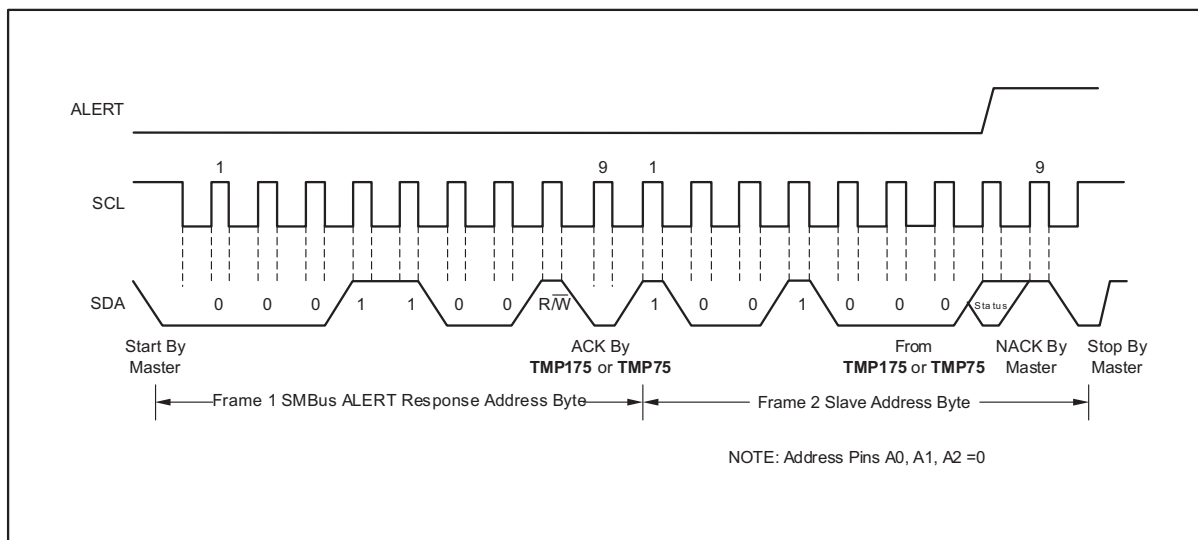 ALERT
1 9 1 9
SCL
SDA
0 0 0 1 1 0 0 R/W̅ 1 0 0 1 0 0 0 Status
Start By
Master
ACK By
TMP175 or TMP75
From
TMP175 or TMP75
NACK By
Master
Stop By
Master
Frame 1 SMBus ALERT Response Address Byte
Frame 2 Slave Address Byte
NOTE: Address Pins A0, A1, A2 =0